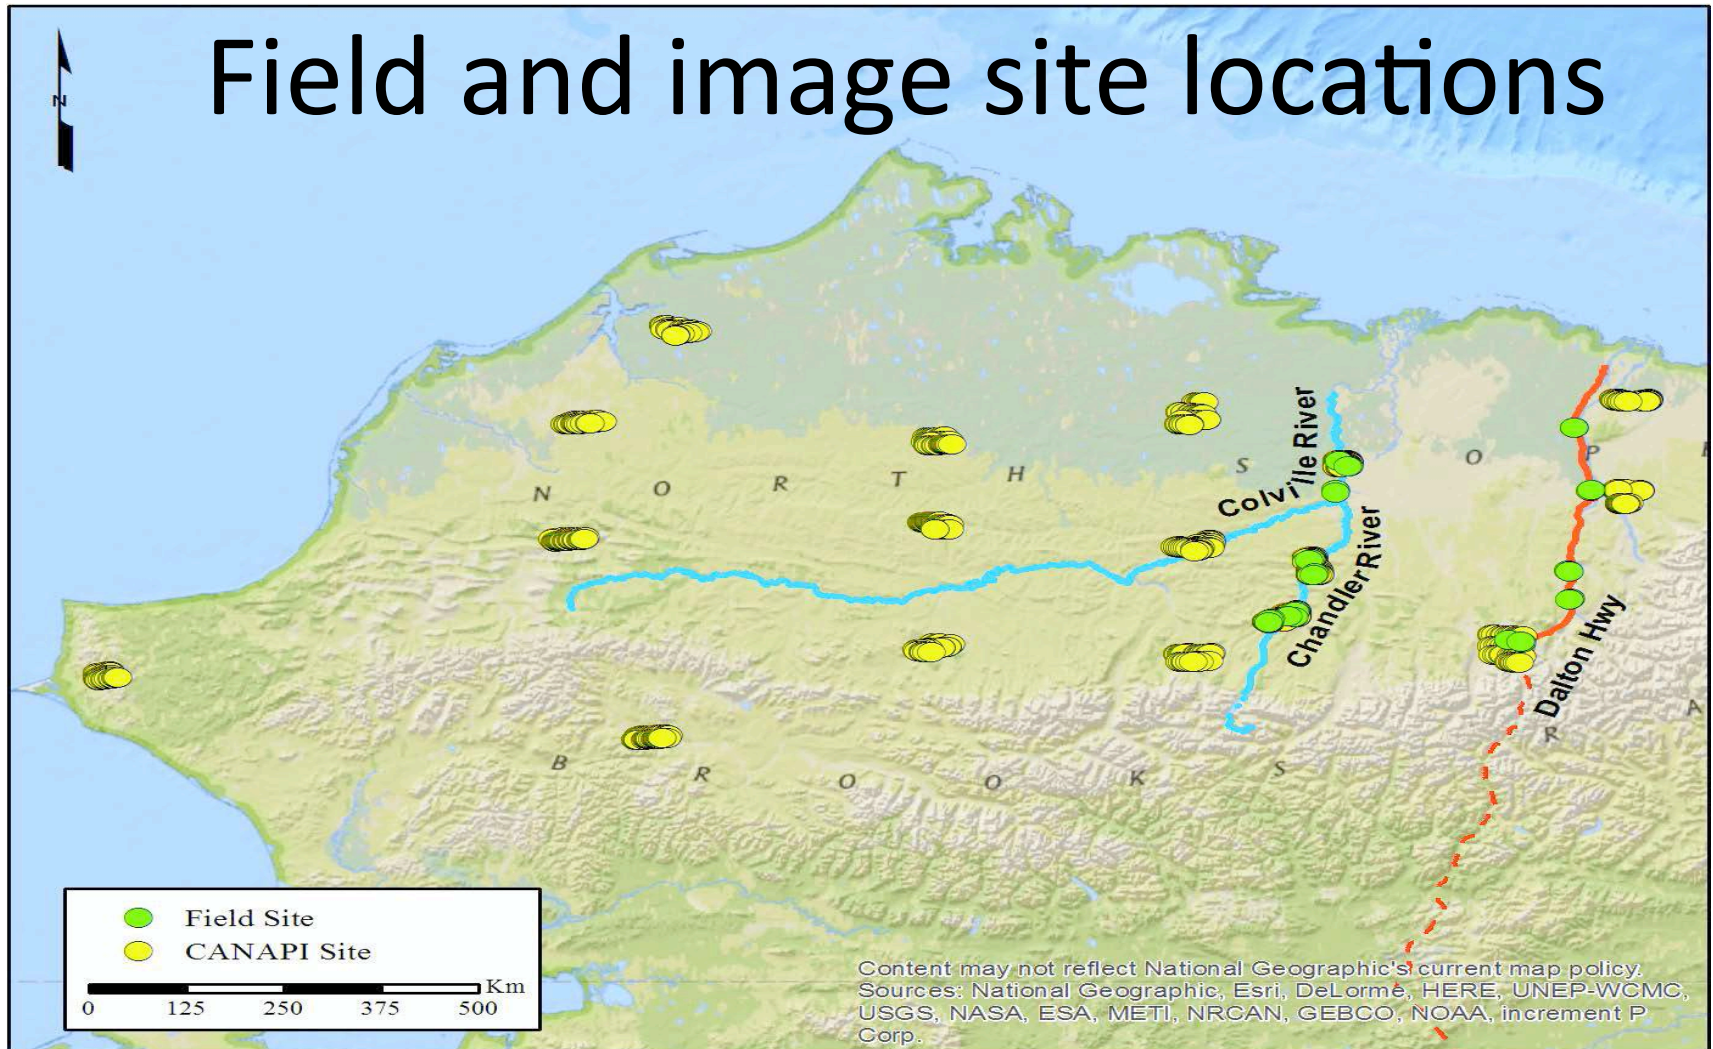 Field and image site locations
N
Colville River
N O R T H S O P
Chandler River
Dalton Hwy
B R O O K S R A
Field Site
CANAPI Site
Km
0 125 250 375 500
Content may not reflect National Geographic's current map policy.
Sources: National Geographic, Esri, DeLorme, HERE, UNEP-WCMC,
USGS, NASA, ESA, METI, NRCAN, GEBCO, NOAA, increment P
Corp.